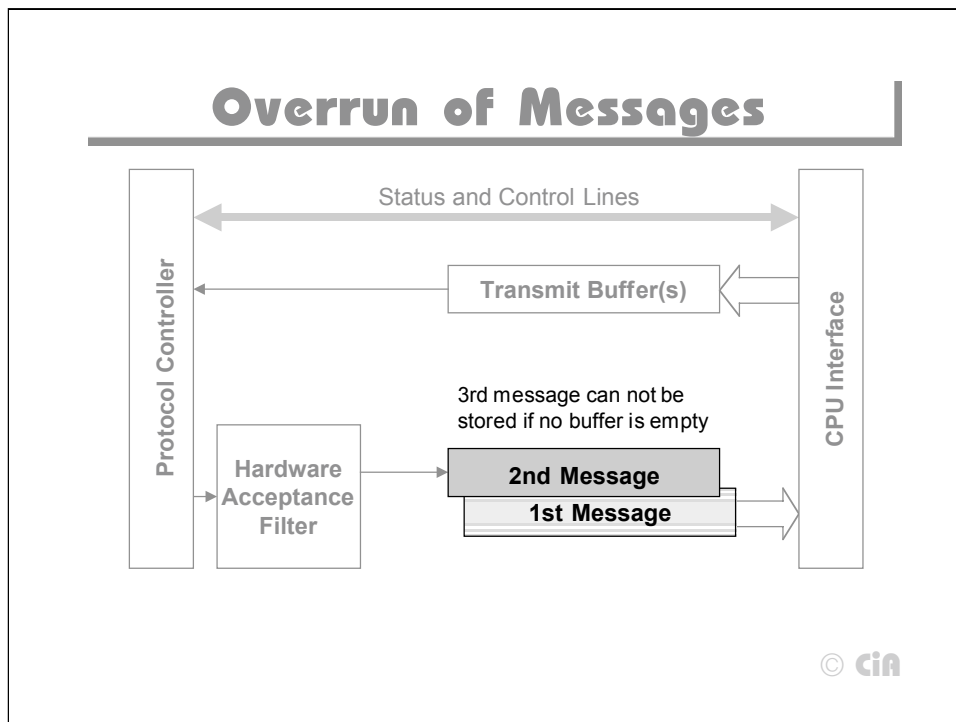 Overrun of Messages
Status and Control Lines
Protocol Controller
Transmit Buffer(s)
CPU Interface
3rd message can not be
stored if no buffer is empty
Hardware
Acceptance
Filter
2nd Message
1st Message
© CiA